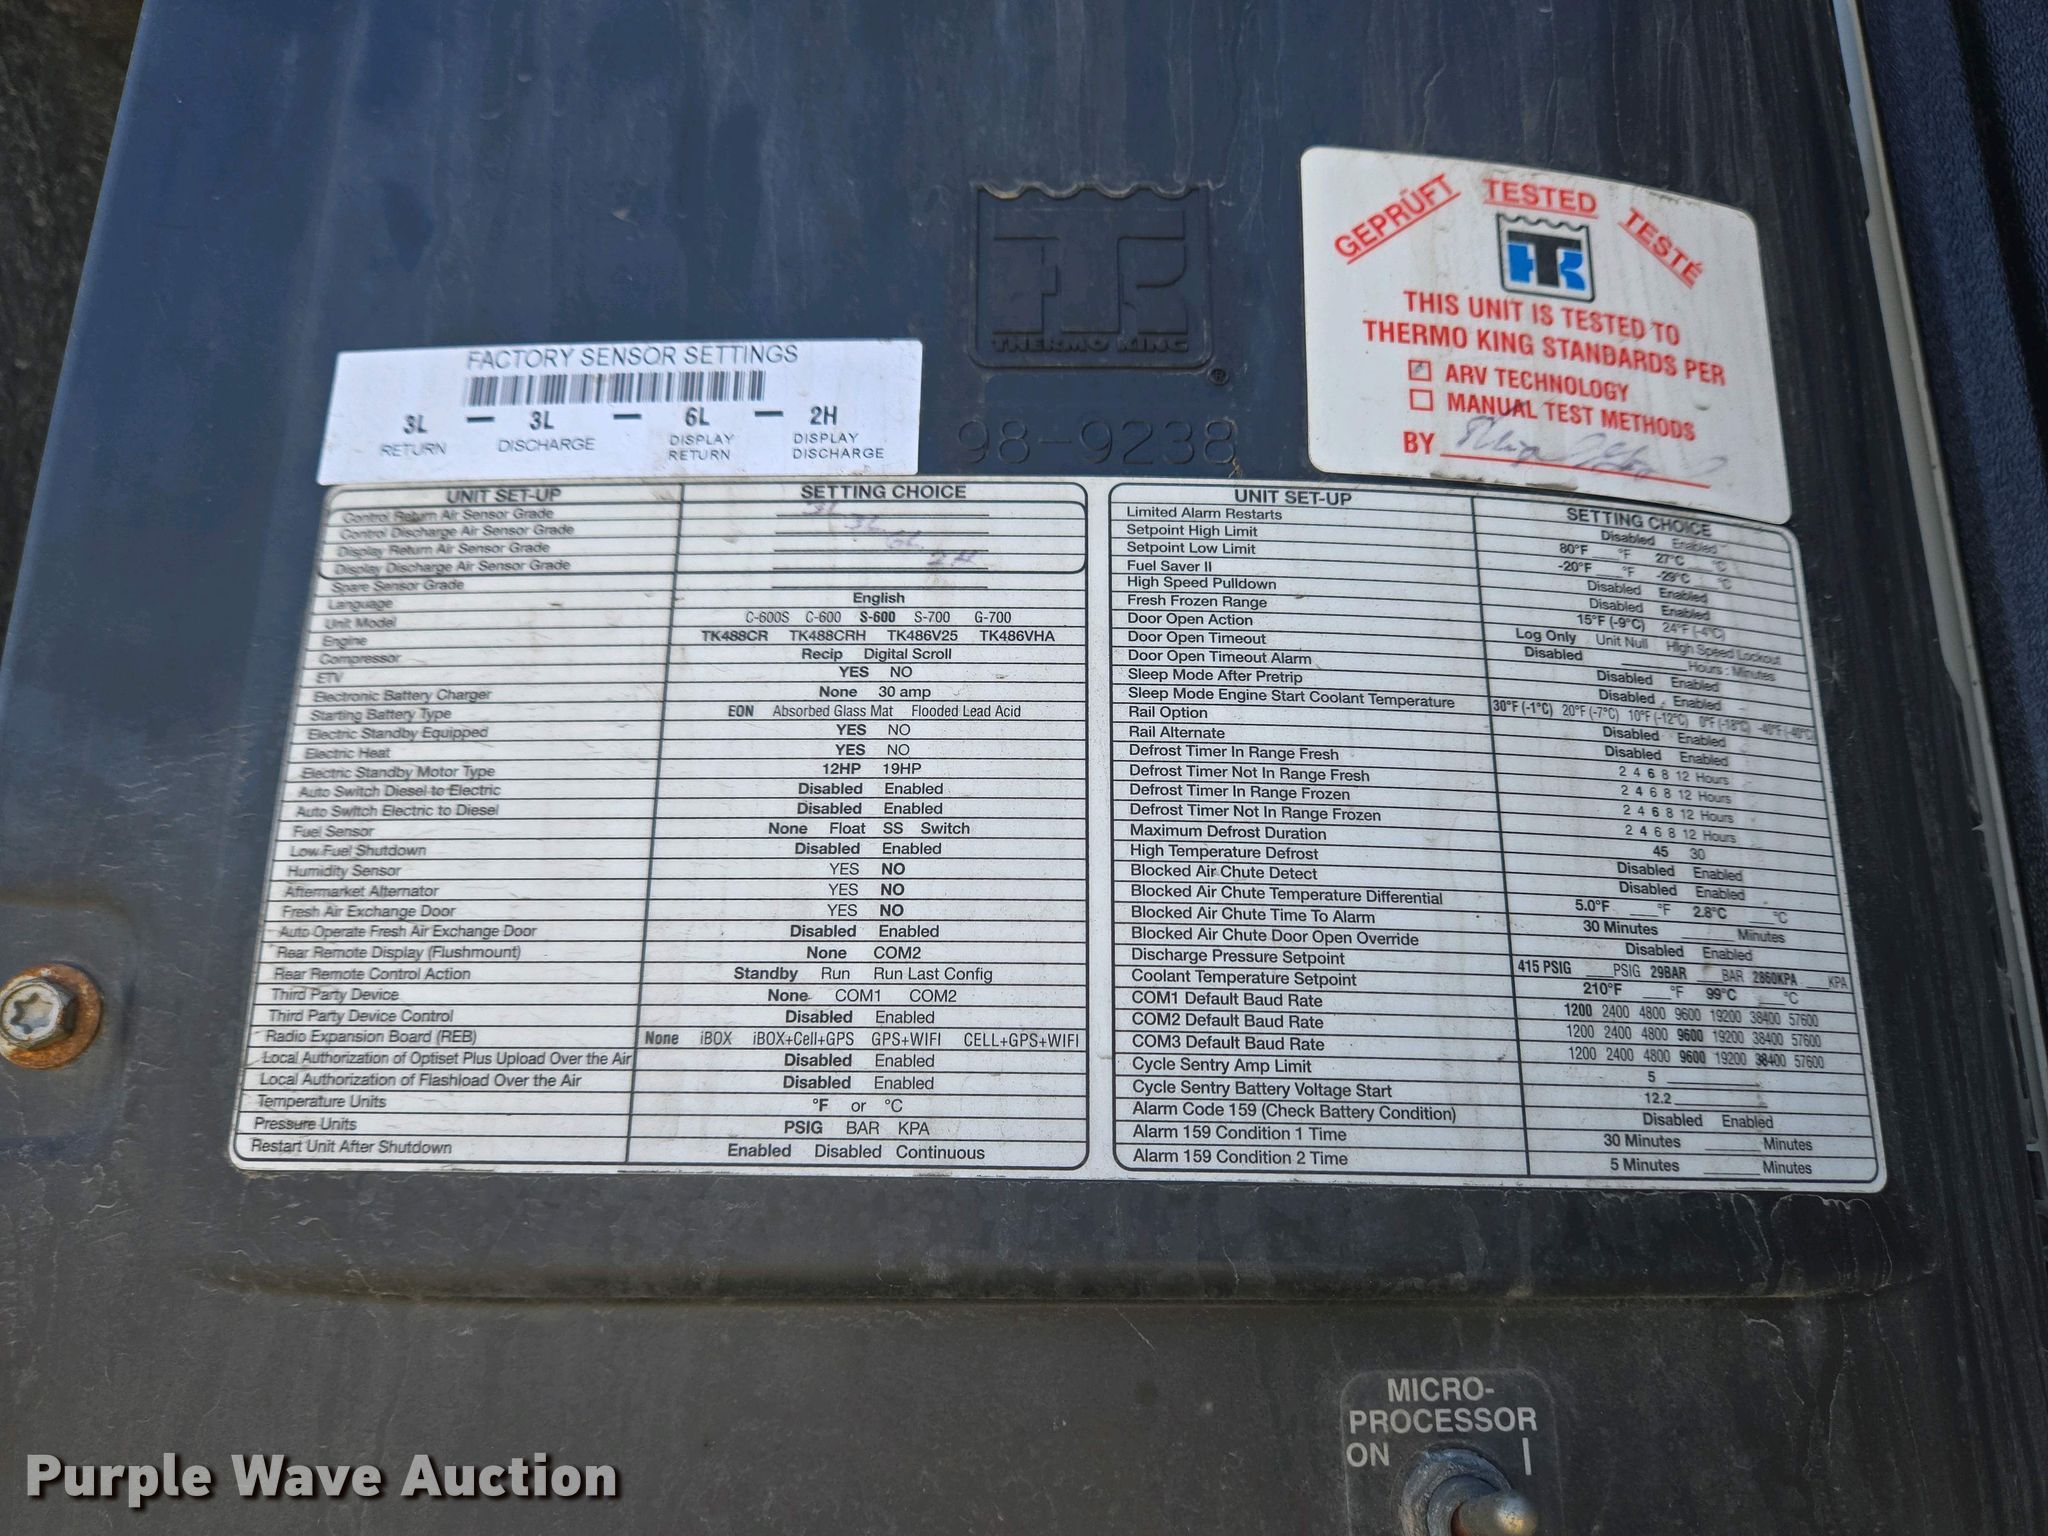 THERMO KING
®
98-9238
FACTORY SENSOR SETTINGS
3L — 3L — 6L — 2H
RETURN DISCHARGE DISPLAY RETURN DISPLAY DISCHARGE
GEPRÜFT TESTED TESTÉ
THIS UNIT IS TESTED TO
THERMO KING STANDARDS PER
ARV TECHNOLOGY
MANUAL TEST METHODS
BY
UNIT SET-UP SETTING CHOICE
Control Return Air Sensor Grade 3L
Control Discharge Air Sensor Grade 3L
Display Return Air Sensor Grade 6L
Display Discharge Air Sensor Grade 2H
Spare Sensor Grade
Language English
Unit Model C-600S C-600 S-600 S-700 G-700
Engine TK488CR TK488CRH TK486V25 TK486VHA
Compressor Recip Digital Scroll
ETV YES NO
Electronic Battery Charger None 30 amp
Starting Battery Type EON Absorbed Glass Mat Flooded Lead Acid
Electric Standby Equipped YES NO
Electric Heat YES NO
Electric Standby Motor Type 12HP 19HP
Auto Switch Diesel to Electric Disabled Enabled
Auto Switch Electric to Diesel Disabled Enabled
Fuel Sensor None Float SS Switch
Low Fuel Shutdown Disabled Enabled
Humidity Sensor YES NO
Aftermarket Alternator YES NO
Fresh Air Exchange Door YES NO
Auto Operate Fresh Air Exchange Door Disabled Enabled
Rear Remote Display (Flushmount) None COM2
Rear Remote Control Action Standby Run Run Last Config
Third Party Device None COM1 COM2
Third Party Device Control Disabled Enabled
Radio Expansion Board (REB) None iBOX iBOX+Cell+GPS GPS+WIFI CELL+GPS+WIFI
Local Authorization of Optiset Plus Upload Over the Air Disabled Enabled
Local Authorization of Flashload Over the Air Disabled Enabled
Temperature Units °F or °C
Pressure Units PSIG BAR KPA
Restart Unit After Shutdown Enabled Disabled Continuous
UNIT SET-UP SETTING CHOICE
Limited Alarm Restarts Disabled Enabled
Setpoint High Limit 80°F ___°F 27°C ___°C
Setpoint Low Limit -20°F ___°F -29°C ___°C
Fuel Saver II Disabled Enabled
High Speed Pulldown Disabled Enabled
Fresh Frozen Range 15°F (-9°C) 24°F (-4°C)
Door Open Action Log Only Unit Null High Speed Lockout
Door Open Timeout Disabled ______Hours : Minutes
Door Open Timeout Alarm Disabled Enabled
Sleep Mode After Pretrip Disabled Enabled
Sleep Mode Engine Start Coolant Temperature 30°F (-1°C) 20°F (-7°C) 10°F (-12°C) 0°F (-18°C) -40°F (-40°C)
Rail Option Disabled Enabled
Rail Alternate Disabled Enabled
Defrost Timer In Range Fresh 2 4 6 8 12 Hours
Defrost Timer Not In Range Fresh 2 4 6 8 12 Hours
Defrost Timer In Range Frozen 2 4 6 8 12 Hours
Defrost Timer Not In Range Frozen 2 4 6 8 12 Hours
Maximum Defrost Duration 45 30
High Temperature Defrost Disabled Enabled
Blocked Air Chute Detect Disabled Enabled
Blocked Air Chute Temperature Differential 5.0°F ____°F 2.8°C ____°C
Blocked Air Chute Time To Alarm 30 Minutes ____ Minutes
Blocked Air Chute Door Open Override Disabled Enabled
Discharge Pressure Setpoint 415 PSIG ___PSIG 29BAR ___BAR 2860KPA ___KPA
Coolant Temperature Setpoint 210°F ____°F 99°C ____°C
COM1 Default Baud Rate 1200 2400 4800 9600 19200 38400 57600
COM2 Default Baud Rate 1200 2400 4800 9600 19200 38400 57600
COM3 Default Baud Rate 1200 2400 4800 9600 19200 38400 57600
Cycle Sentry Amp Limit 5 ________
Cycle Sentry Battery Voltage Start 12.2 ________
Alarm Code 159 (Check Battery Condition) Disabled Enabled
Alarm 159 Condition 1 Time 30 Minutes ______ Minutes
Alarm 159 Condition 2 Time 5 Minutes ______ Minutes
MICRO-
PROCESSOR
ON |
Purple Wave Auction